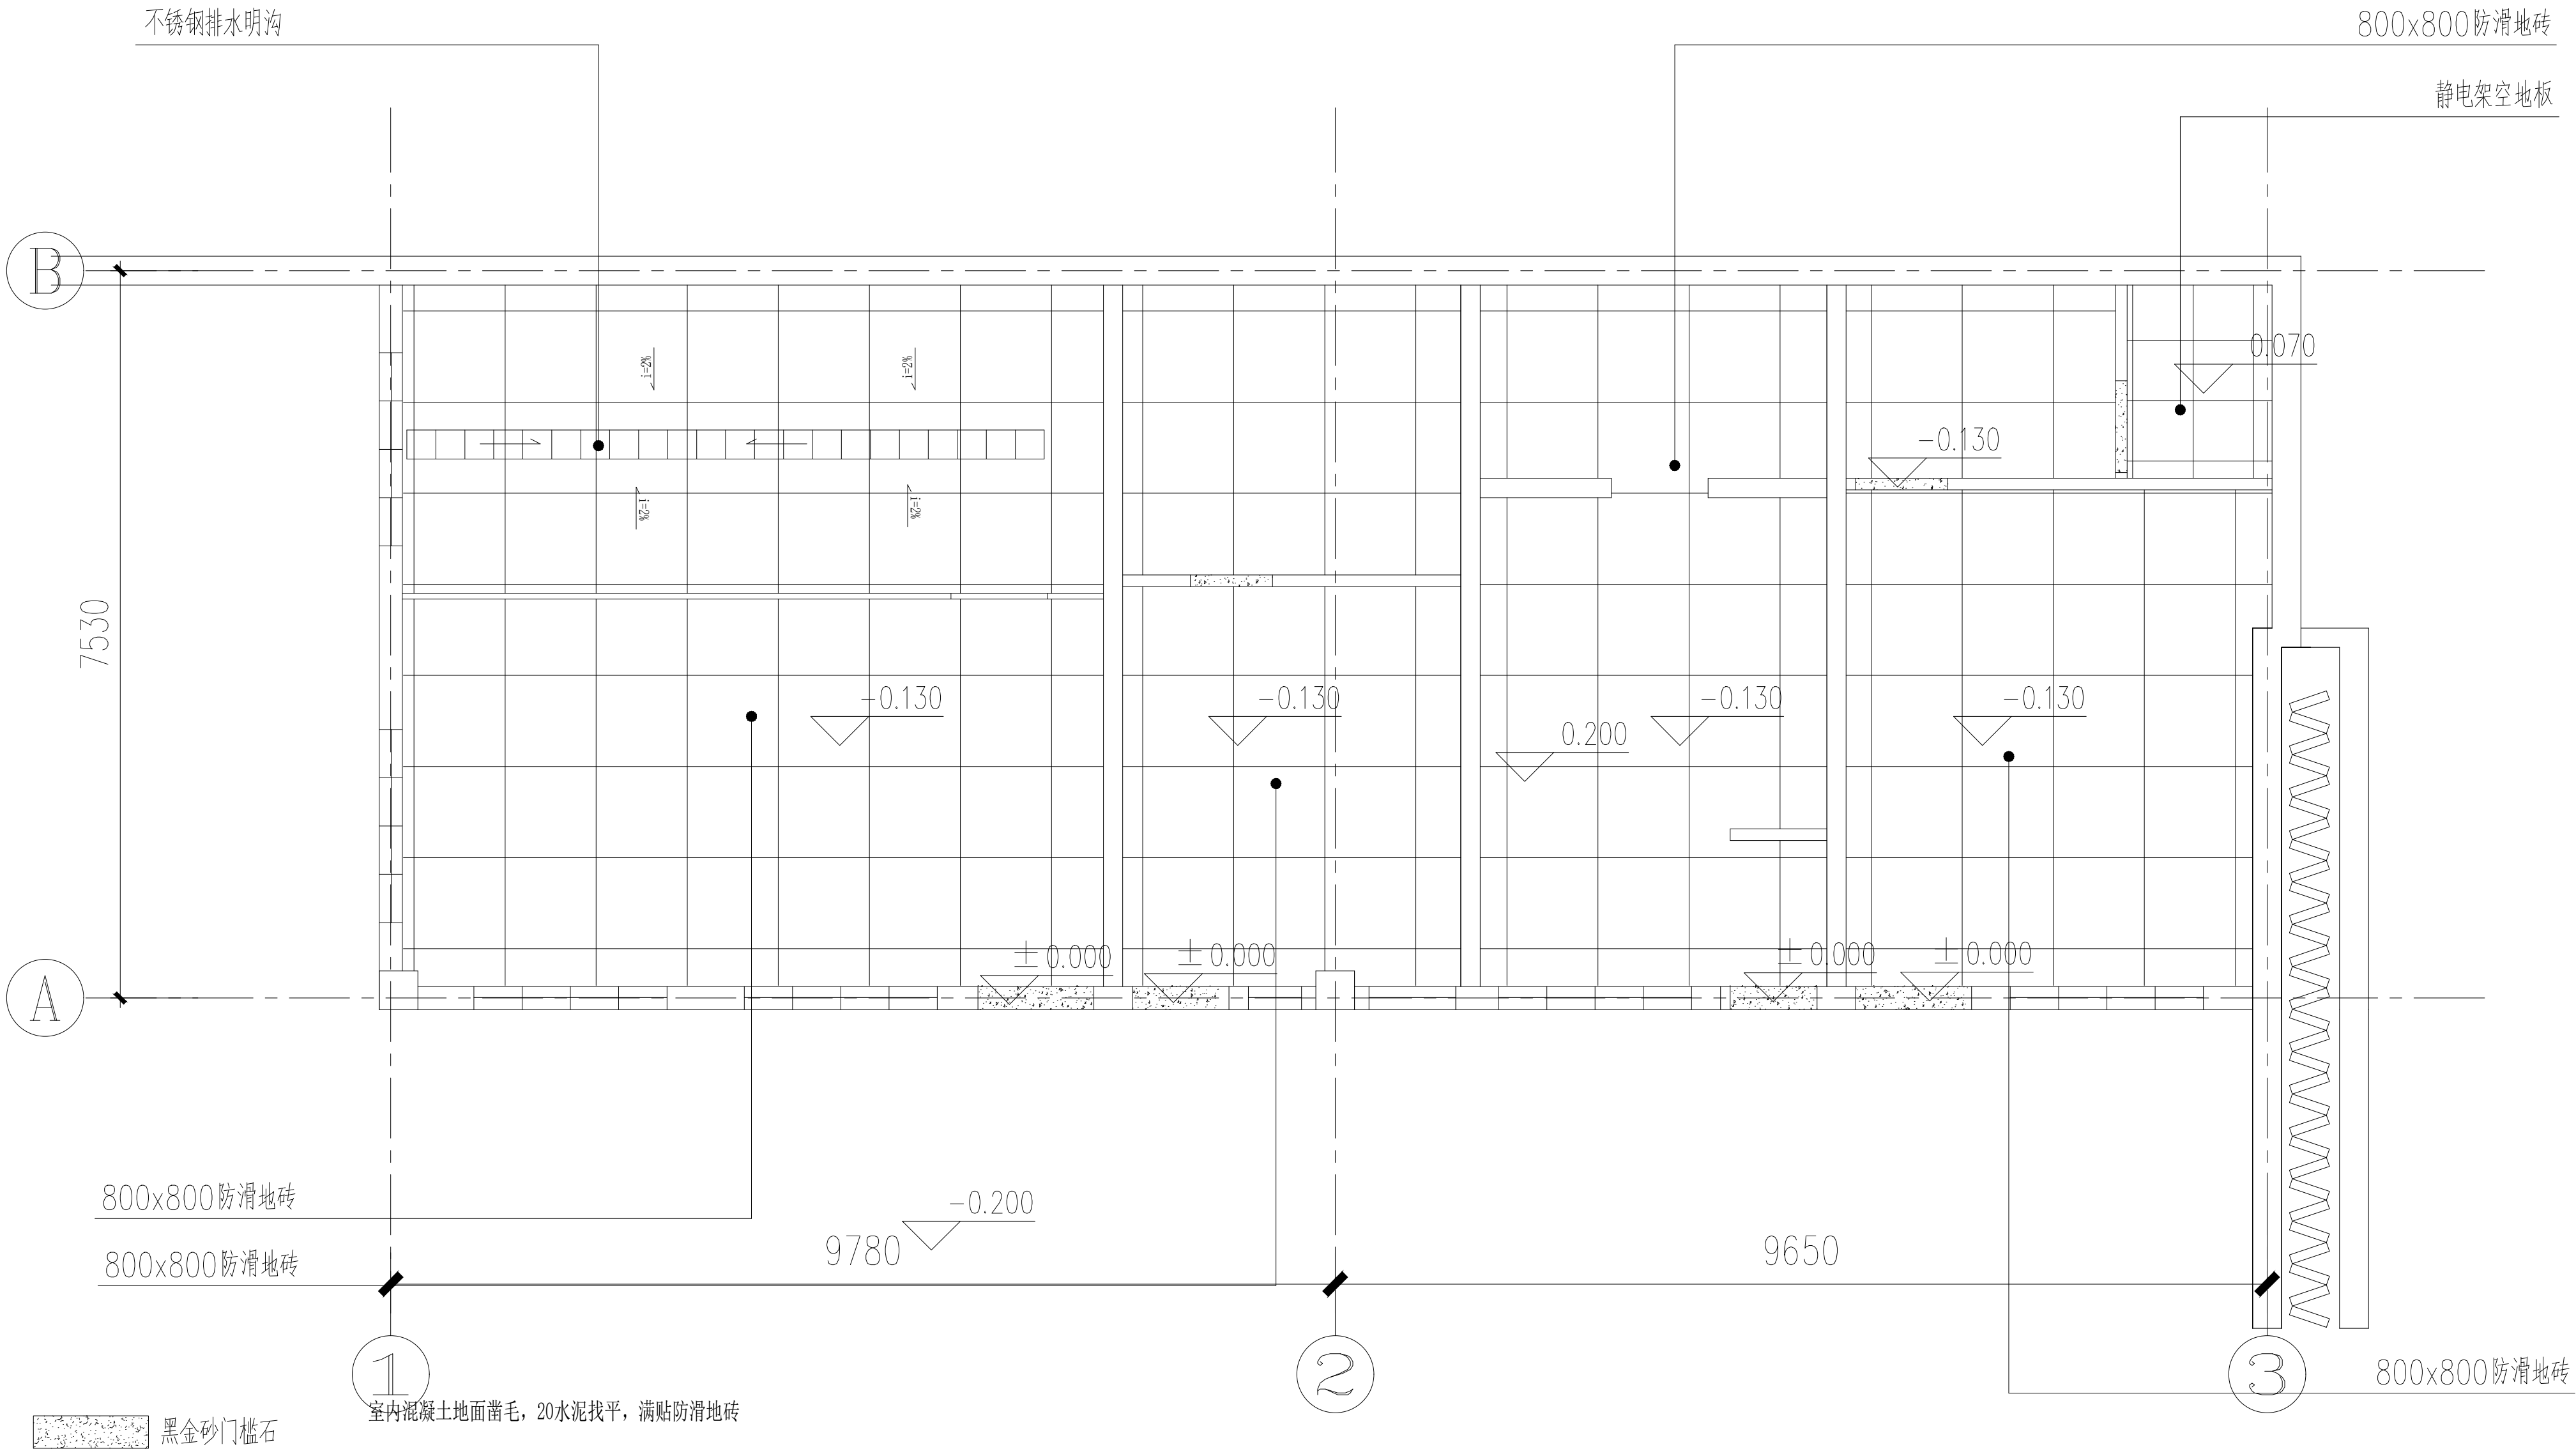 不锈钢排水明沟
800x800防滑地砖
静电架空地板
B
0.070
i=2%
i=2%
-0.130
i=2%
i=2%
7530
-0.130
-0.130
-0.130
-0.130
0.200
±0.000
±0.000
±0.000
±0.000
A
800x800防滑地砖
-0.200
9780
9650
800x800防滑地砖
1
2
3
800x800防滑地砖
室内混凝土地面凿毛，20水泥找平，满贴防滑地砖
黑金砂门槛石